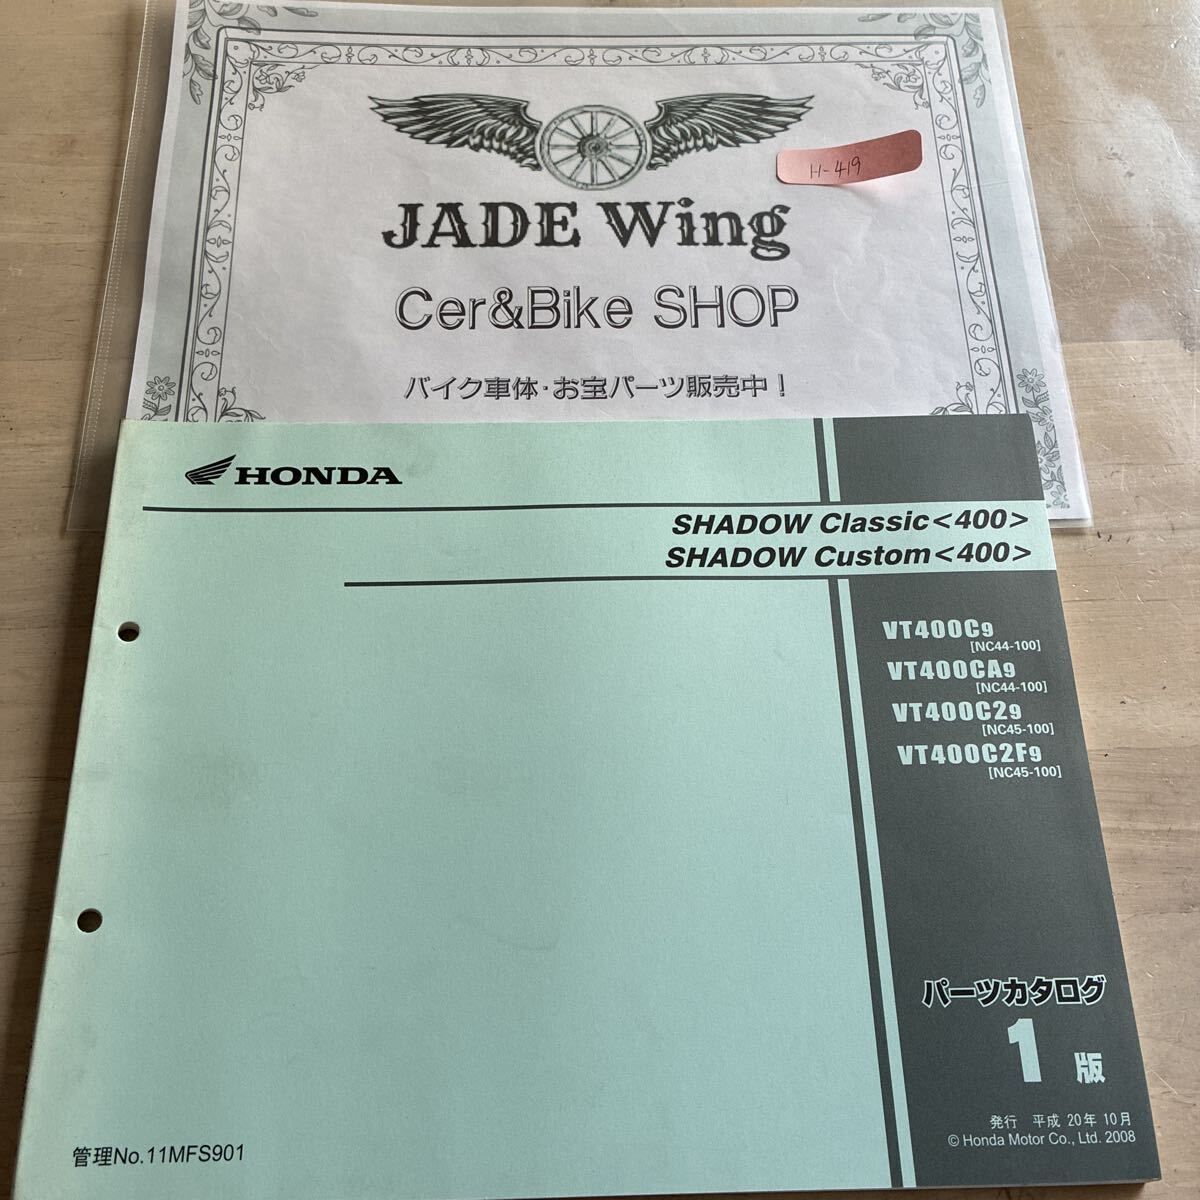 H-419
JADE Wing
Cer&Bike SHOP
バイク車体・お宝パーツ販売中!
HONDA
SHADOW Classic<400>
SHADOW Custom<400>
VT400C9
[NC44-100]
VT400CA9
[NC44-100]
VT400C29
[NC45-100]
VT400C2F9
[NC45-100]
パーツカタログ
1版
発行 平成 20年 10月
© Honda Motor Co., Ltd. 2008
管理No.11MFS901